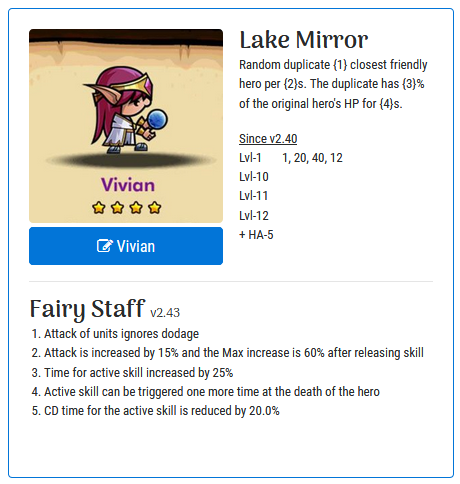 Lake Mirror
Random duplicate {1} closest friendly
hero per {2}s. The duplicate has {3}%
of the original hero's HP for {4}s.
Since v2.40
Lvl-1 1, 20, 40, 12
Lvl-10
Lvl-11
Lvl-12
+ HA-5
Vivian
Vivian
Fairy Staff v2.43
1. Attack of units ignores dodage
2. Attack is increased by 15% and the Max increase is 60% after releasing skill
3. Time for active skill increased by 25%
4. Active skill can be triggered one more time at the death of the hero
5. CD time for the active skill is reduced by 20.0%